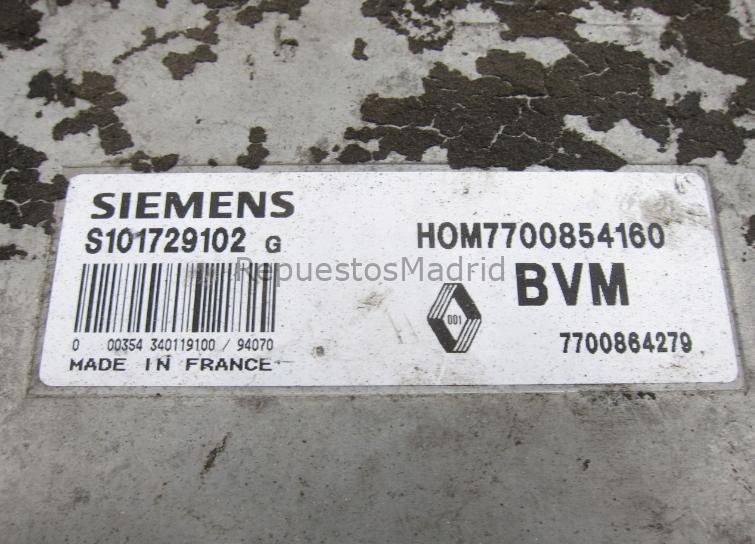 SIEMENS
S101729102 G
HOM7700854160
RepuestosMadrid
BVM
001
0 00354 340119100 / 94070
7700864279
MADE IN FRANCE